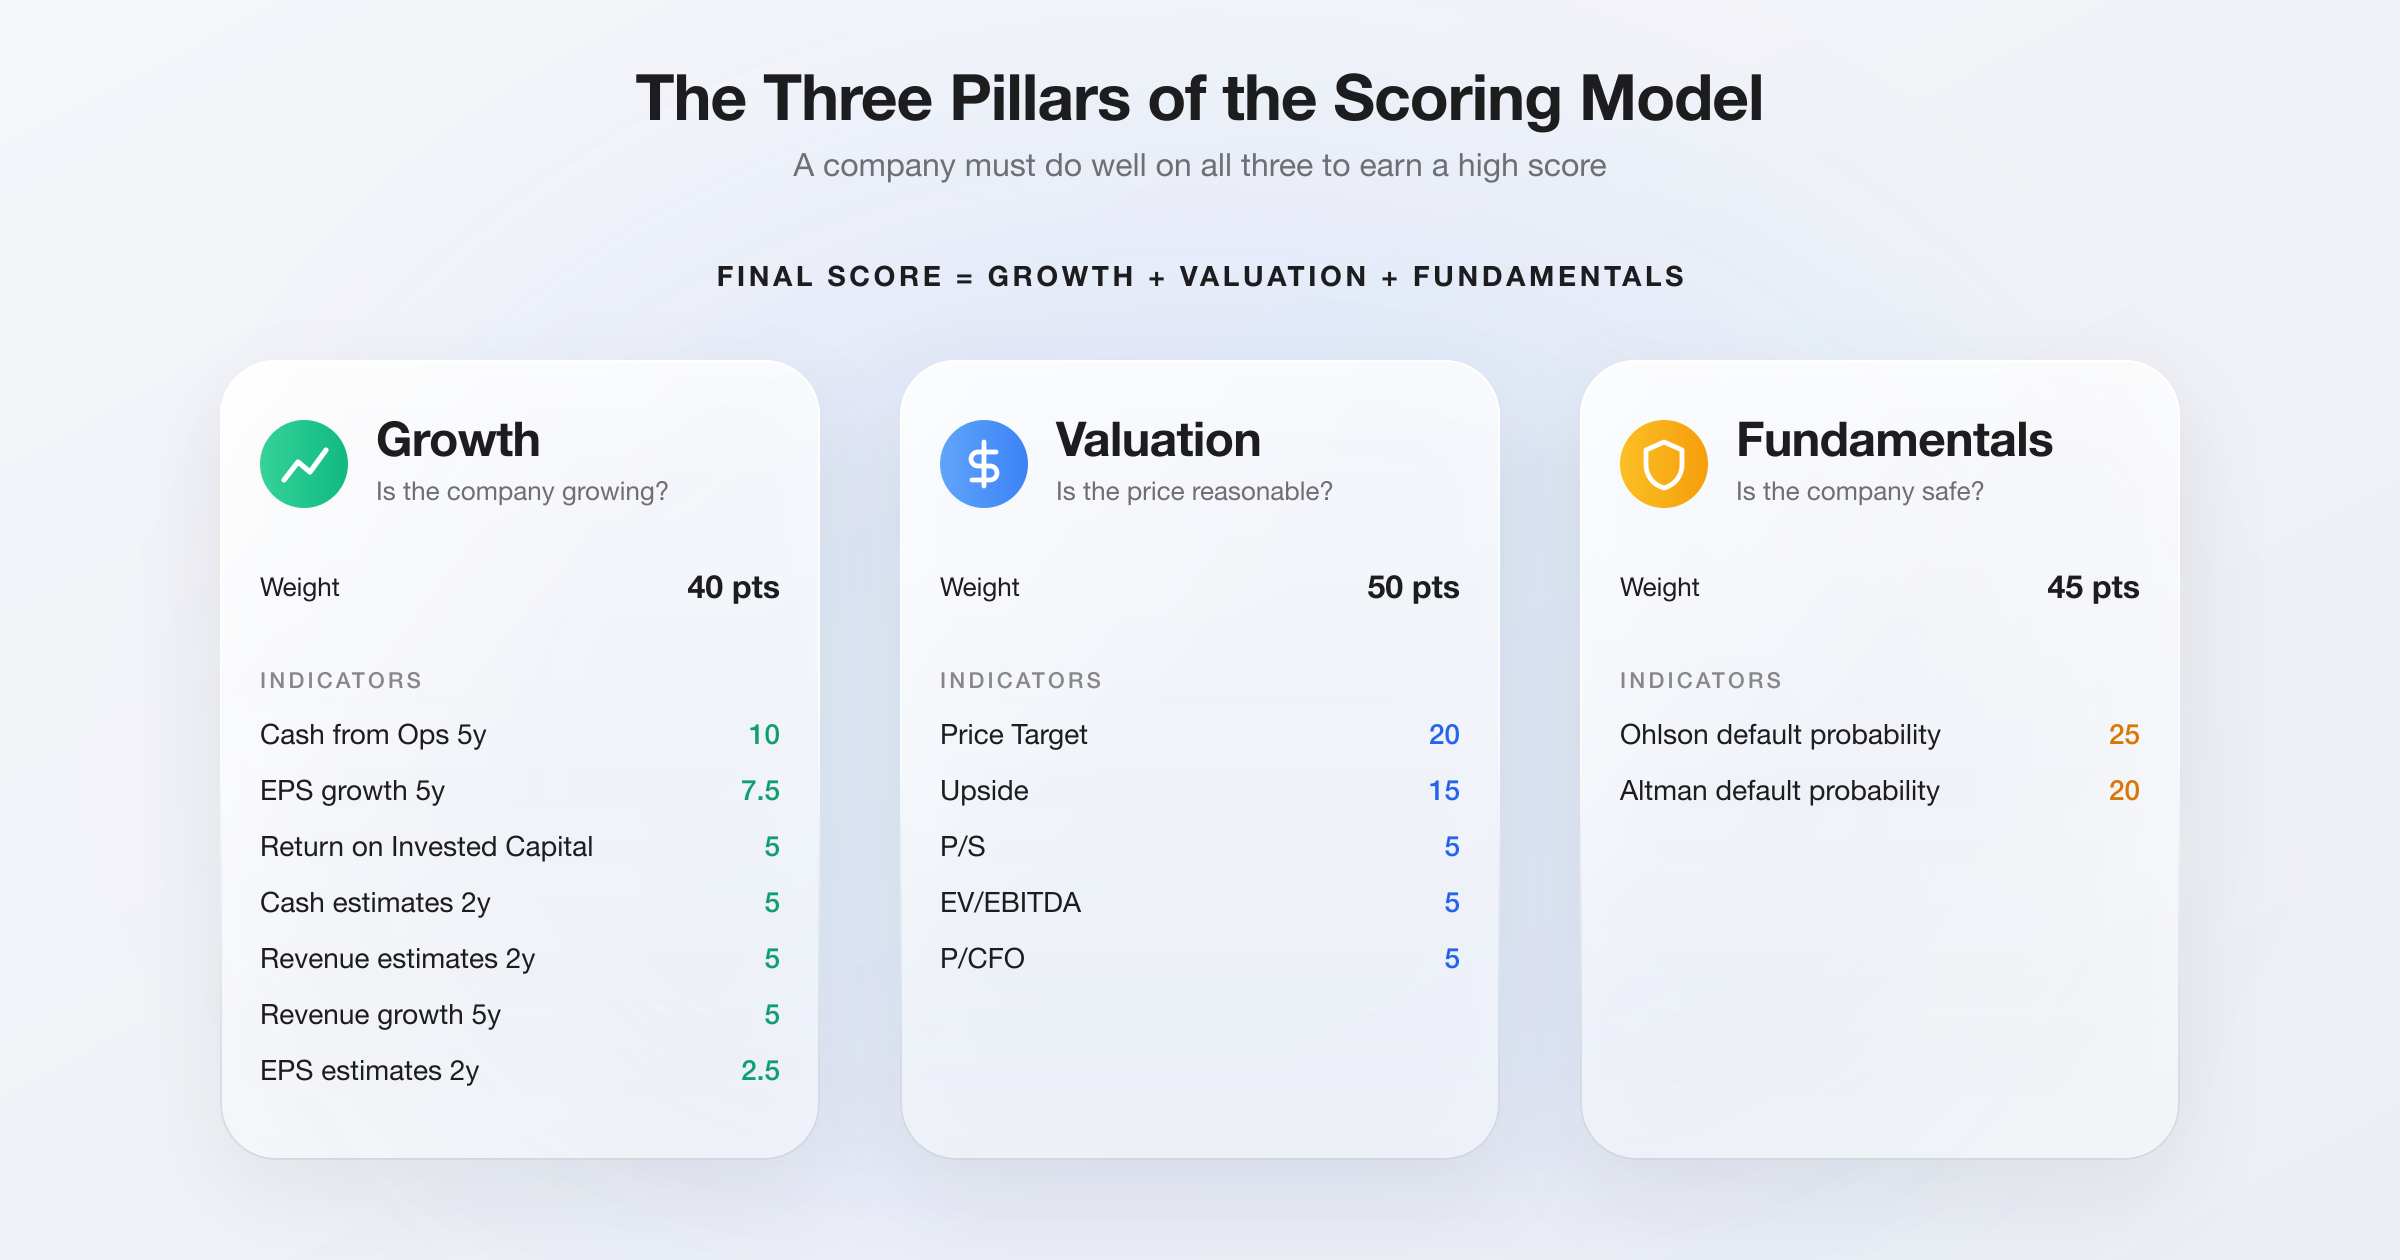 The Three Pillars of the Scoring Model
A company must do well on all three to earn a high score
FINAL SCORE = GROWTH + VALUATION + FUNDAMENTALS
Growth
Is the company growing?
Weight 40 pts
INDICATORS
Cash from Ops 5y 10
EPS growth 5y 7.5
Return on Invested Capital 5
Cash estimates 2y 5
Revenue estimates 2y 5
Revenue growth 5y 5
EPS estimates 2y 2.5
Valuation
Is the price reasonable?
Weight 50 pts
INDICATORS
Price Target 20
Upside 15
P/S 5
EV/EBITDA 5
P/CFO 5
Fundamentals
Is the company safe?
Weight 45 pts
INDICATORS
Ohlson default probability 25
Altman default probability 20